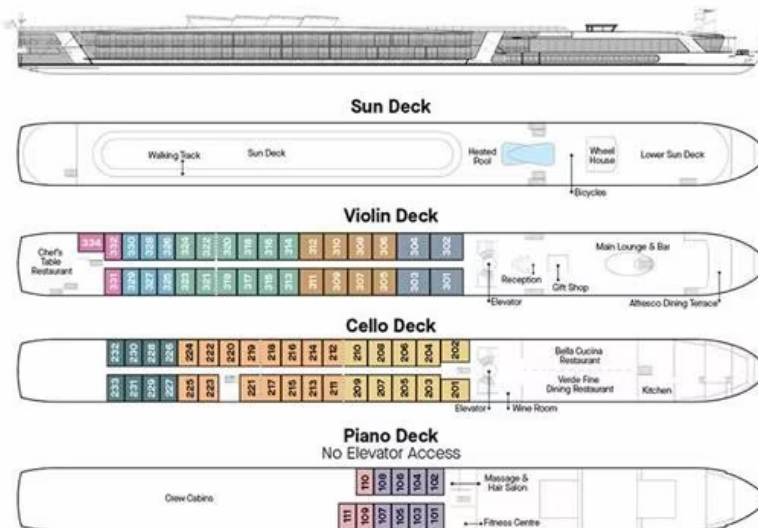 Sun Deck
Walking Track
Sun Deck
Heated
Pool
Wheel
House
Lower Sun Deck
Bicycles
Violin Deck
Chef's
Table
Restaurant
334 332 330 328 326 324 322 320 318 316 314 312 310 308 306 304 302
331 329 327 325 323 321 319 317 315 313 311 309 307 305 303 301
Main Lounge & Bar
Reception
Gift Shop
Elevator
Alfresco Dining Terrace
Cello Deck
232 230 228 226 224 222 220 219 218 216 214 212 210 208 206 204 202
233 231 229 227 225 223 221 217 215 213 211 209 207 205 203 201
Bella Cucina
Restaurant
Verde Fine
Dining Restaurant
Kitchen
Elevator
Wine Room
Piano Deck
No Elevator Access
Crew Cabins
110 108 106 104 102
111 109 107 105 103 101
Massage &
Hair Salon
Fitness Centre